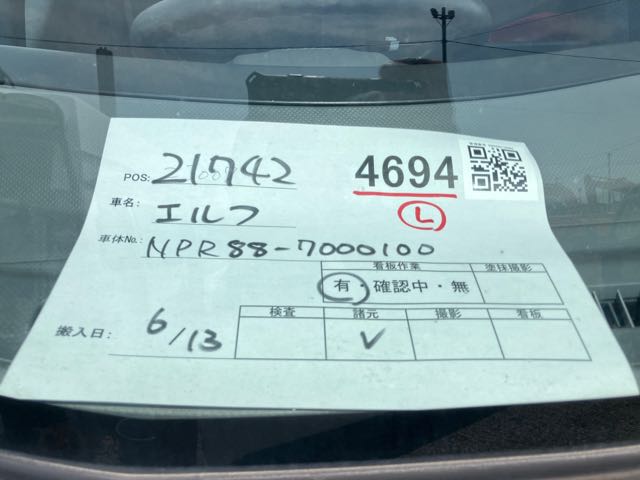 POS: 21742
4694
Ⓛ
車名: エルフ
車体No.: NPR88-7000100
看板作業 塗抹撮影
有・確認中・無
検査 諸元 撮影 看板
搬入日: 6/13 ✓